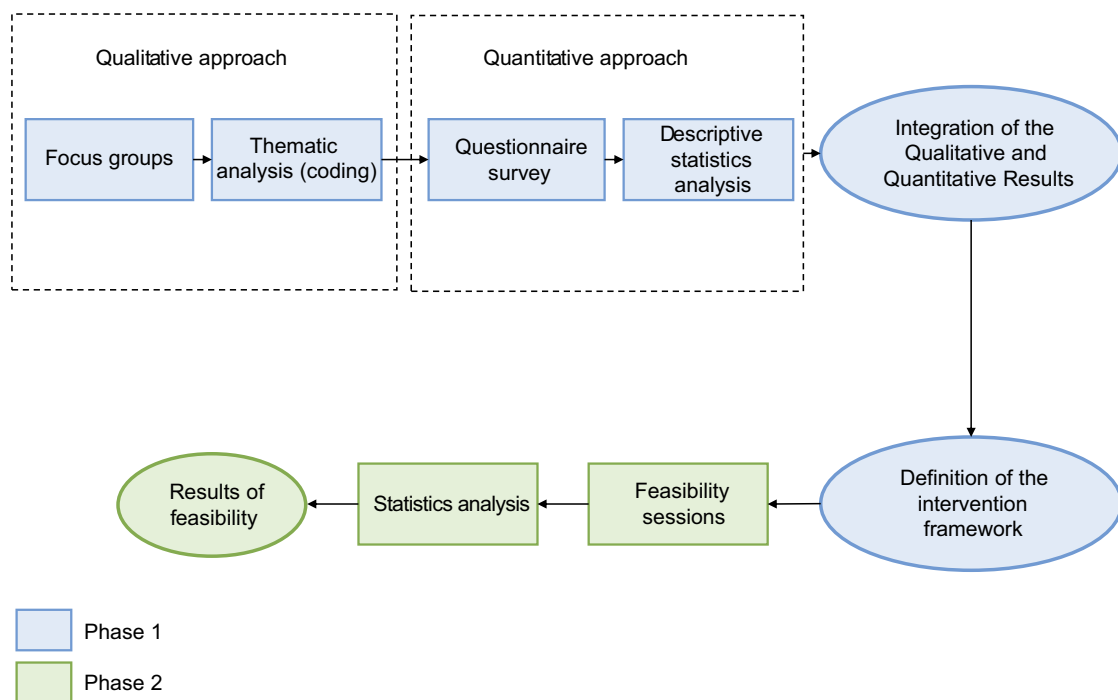 Qualitative approach
Quantitative approach
Focus groups
Thematic
analysis (coding)
Questionnaire
survey
Descriptive
statistics
analysis
Integration of the
Qualitative and
Quantitative Results
Results of
feasibility
Statistics analysis
Feasibility
sessions
Definition of the
intervention
framework
Phase 1
Phase 2